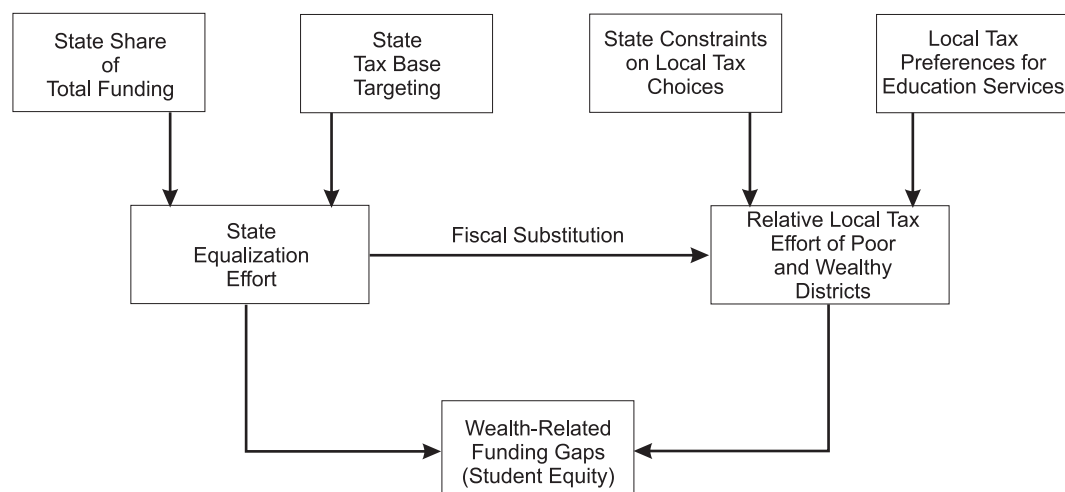 State Share
of
Total Funding
State
Tax Base
Targeting
State Constraints
on Local Tax
Choices
Local Tax
Preferences for
Education Services
State
Equalization
Effort
Fiscal Substitution
Relative Local Tax
Effort of Poor
and Wealthy
Districts
Wealth-Related
Funding Gaps
(Student Equity)